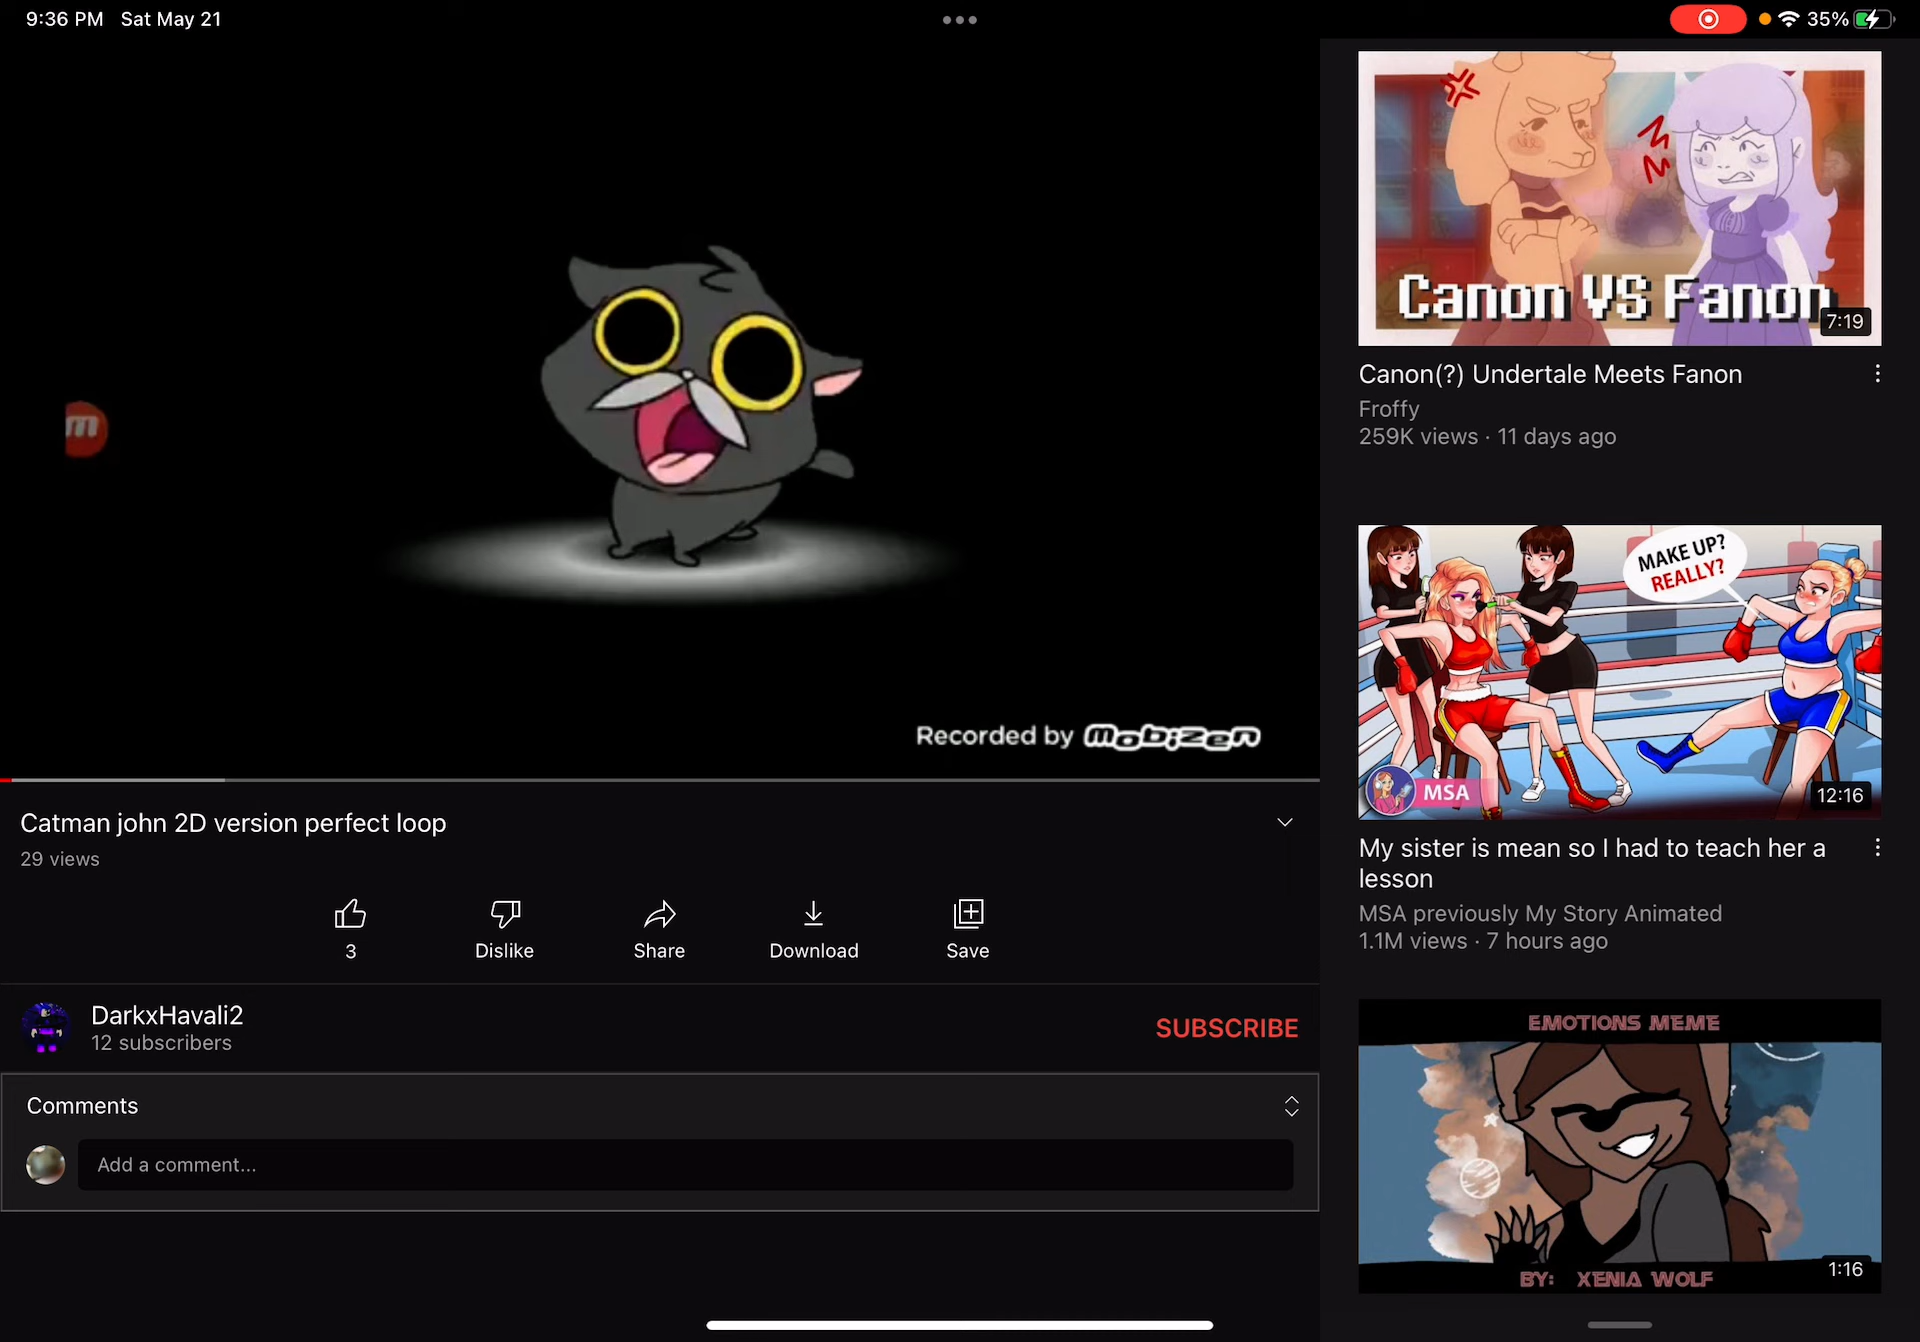 9:36 PM Sat May 21
35%
m
Recorded by Mobizen
Catman john 2D version perfect loop
29 views
3
Dislike
Share
Download
Save
DarkxHavali2
12 subscribers
SUBSCRIBE
Comments
Add a comment...
Canon VS Fanon
7:19
Canon(?) Undertale Meets Fanon
Froffy
259K views · 11 days ago
MAKE UP?
REALLY?
MSA
12:16
My sister is mean so I had to teach her a
lesson
MSA previously My Story Animated
1.1M views · 7 hours ago
EMOTIONS MEME
BY: XENIA WOLF
1:16